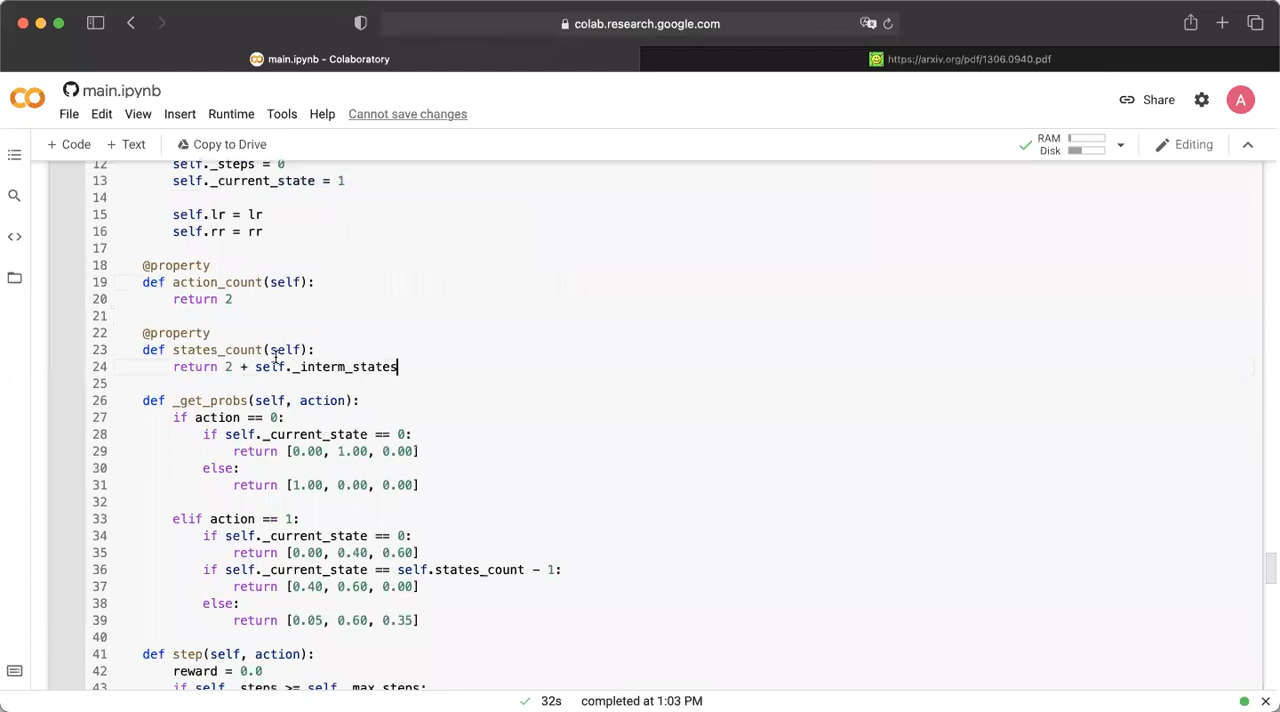 colab.research.google.com
main.ipynb - Colaboratory
https://arxiv.org/pdf/1306.0940.pdf
main.ipynb
Share
A
File Edit View Insert Runtime Tools Help Cannot save changes
+ Code + Text Copy to Drive
RAM
Disk
Editing
12 self._steps = 0
13 self._current_state = 1
14
15 self.lr = lr
16 self.rr = rr
17
18 @property
19 def action_count(self):
20 return 2
21
22 @property
23 def states_count(self):
24 return 2 + self._interm_states
25
26 def _get_probs(self, action):
27 if action == 0:
28 if self._current_state == 0:
29 return [0.00, 1.00, 0.00]
30 else:
31 return [1.00, 0.00, 0.00]
32
33 elif action == 1:
34 if self._current_state == 0:
35 return [0.00, 0.40, 0.60]
36 if self._current_state == self.states_count - 1:
37 return [0.40, 0.60, 0.00]
38 else:
39 return [0.05, 0.60, 0.35]
40
41 def step(self, action):
42 reward = 0.0
43 if self._steps >= self._max_steps:
32s completed at 1:03 PM